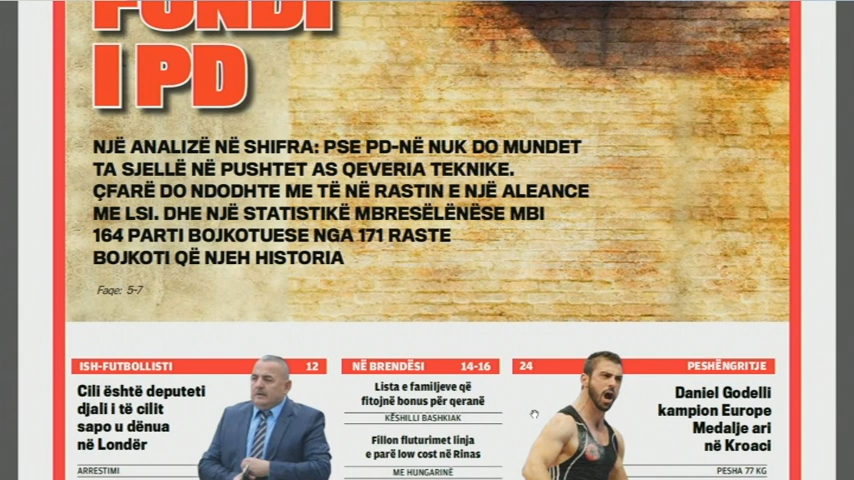 FUNDI
I PD
NJË ANALIZË NË SHIFRA: PSE PD-NË NUK DO MUNDET
TA SJELLË NË PUSHTET AS QEVERIA TEKNIKE.
ÇFARË DO NDODHTE ME TË NË RASTIN E NJË ALEANCE
ME LSI. DHE NJË STATISTIKË MBRESËLËNËSE MBI
164 PARTI BOJKOTUESE NGA 171 RASTE
BOJKOTI QË NJEH HISTORIA
Faqe: 5-7
ISH-FUTBOLLISTI 12
Cili është deputeti
djali i të cilit
sapo u dënua
në Londër
ARRESTIMI
NË BRENDËSI 14-16
Lista e familjeve që
fitojnë bonus për qeranë
KËSHILLI BASHKIAK
Fillon fluturimet linja
e parë low cost në Rinas
ME HUNGARINË
24 PESHËNGRITJE
Daniel Godelli
kampion Europe
Medalje ari
në Kroaci
PESHA 77 KG